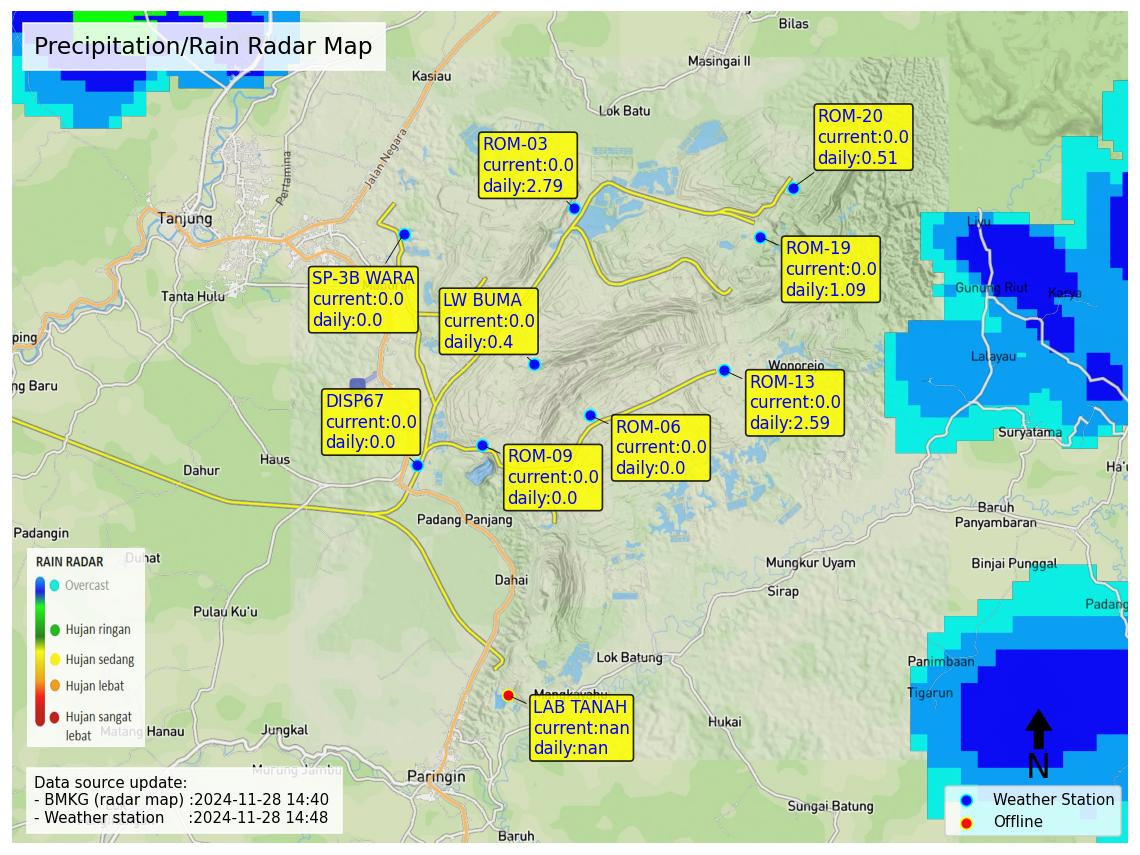 Precipitation/Rain Radar Map
Bilas
Masingai II
Kasiau
Lok Batu
ROM-20
current:0.0
daily:0.51
ROM-03
current:0.0
daily:2.79
Jalan Negara
Pertamina
Tanjung
Liyu
ROM-19
current:0.0
daily:1.09
SP-3B WARA
current:0.0
daily:0.0
Tanta Hulu
LW BUMA
current:0.0
daily:0.4
Gunung Riut
Karya
ping
Lalayau
Wonorejo
ng Baru
ROM-13
current:0.0
daily:2.59
DISP67
current:0.0
daily:0.0
ROM-06
current:0.0
daily:0.0
Suryatama
ROM-09
current:0.0
daily:0.0
Haus
Dahur
Ha'u
Baruh
Panyambaran
Padang Panjang
Padangin
Duhat
Mungkur Uyam
Binjai Punggal
RAIN RADAR
Overcast
Hujan ringan
Hujan sedang
Hujan lebat
Hujan sangat
lebat
Dahai
Sirap
Padang
Pulau Ku'u
Lok Batung
Panimbaan
Tigarun
Mangkayahu
LAB TANAH
current:nan
daily:nan
Hukai
Matang Hanau
Jungkal
Murung Jambu
Paringin
N
Data source update:
- BMKG (radar map) :2024-11-28 14:40
- Weather station :2024-11-28 14:48
Sungai Batung
Baruh
Weather Station
Offline